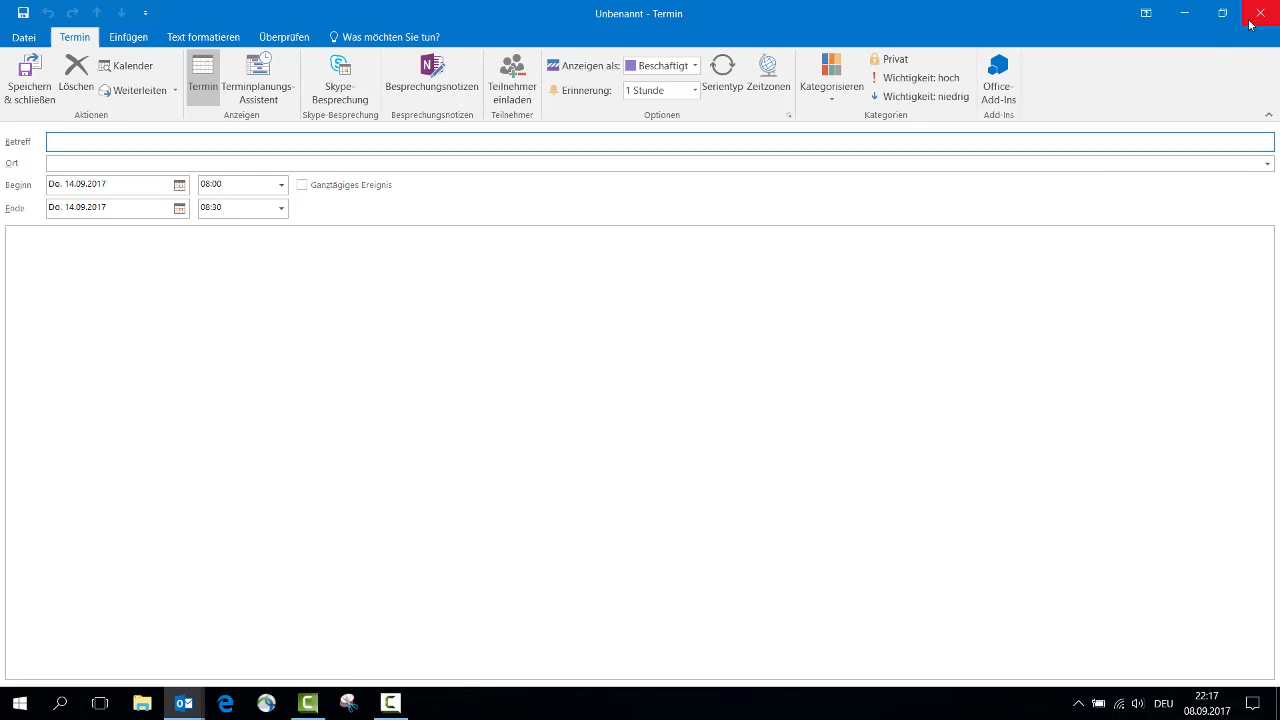 Unbenannt - Termin
Datei Termin Einfügen Text formatieren Überprüfen Was möchten Sie tun?
Speichern & schließen
Löschen
Kalender
Weiterleiten
Aktionen
Termin
Terminplanungs-Assistent
Anzeigen
Skype-Besprechung
Skype-Besprechung
Besprechungsnotizen
Besprechungsnotizen
Teilnehmer einladen
Teilnehmer
Anzeigen als: Beschäftigt
Erinnerung: 1 Stunde
Serientyp
Zeitzonen
Optionen
Kategorisieren
Privat
Wichtigkeit: hoch
Wichtigkeit: niedrig
Kategorien
Office-Add-Ins
Add-Ins
Betreff
Ort
Beginn Do. 14.09.2017 08:00 Ganztägiges Ereignis
Ende Do. 14.09.2017 08:30
DEU
22:17
08.09.2017